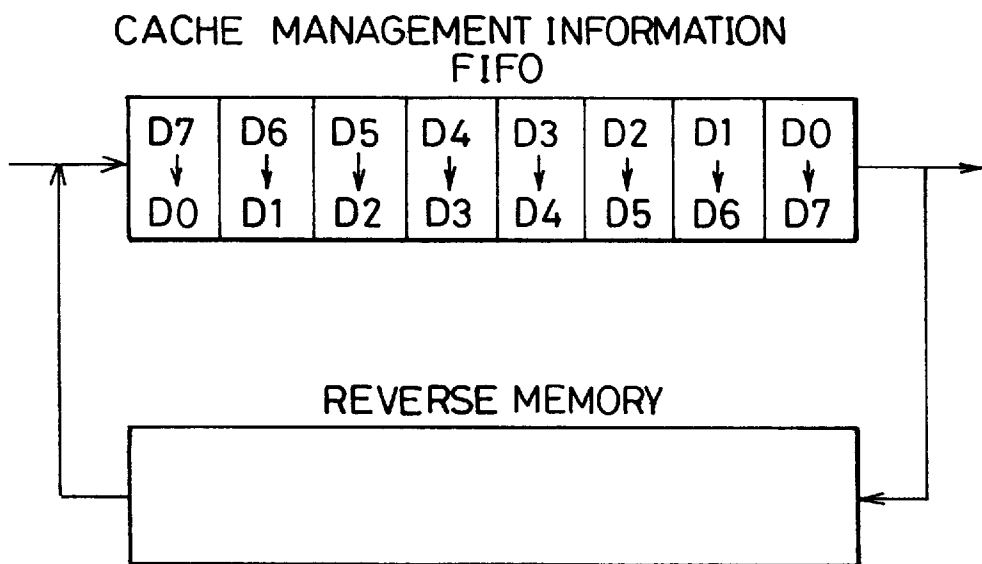 CACHE MANAGEMENT INFORMATION
FIFO
D7 D6 D5 D4 D3 D2 D1 D0
D0 D1 D2 D3 D4 D5 D6 D7
REVERSE MEMORY